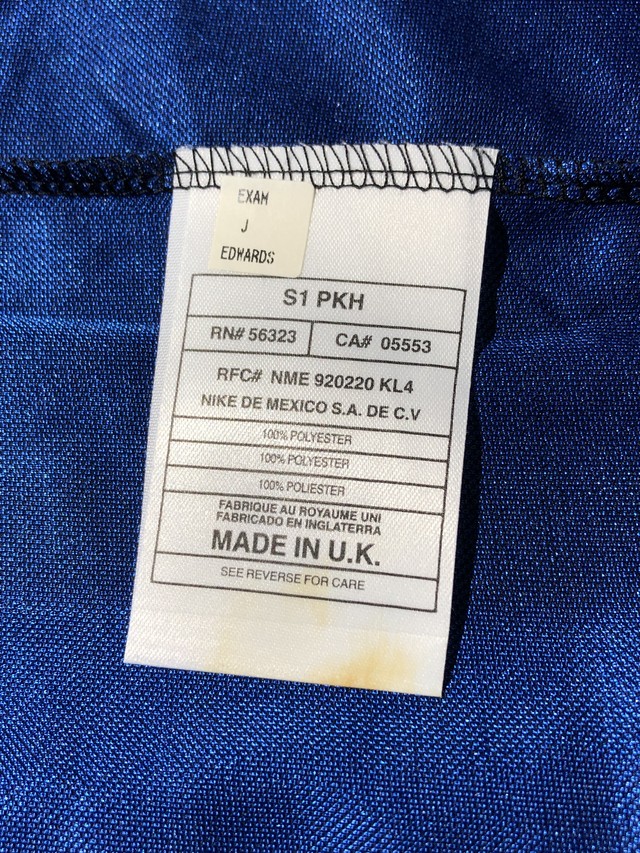 EXAM
J
EDWARDS
S1 PKH
RN# 56323 CA# 05553
RFC# NME 920220 KL4
NIKE DE MEXICO S.A. DE C.V
100% POLYESTER
100% POLYESTER
100% POLIESTER
FABRIQUE AU ROYAUME UNI
FABRICADO EN INGLATERRA
MADE IN U.K.
SEE REVERSE FOR CARE